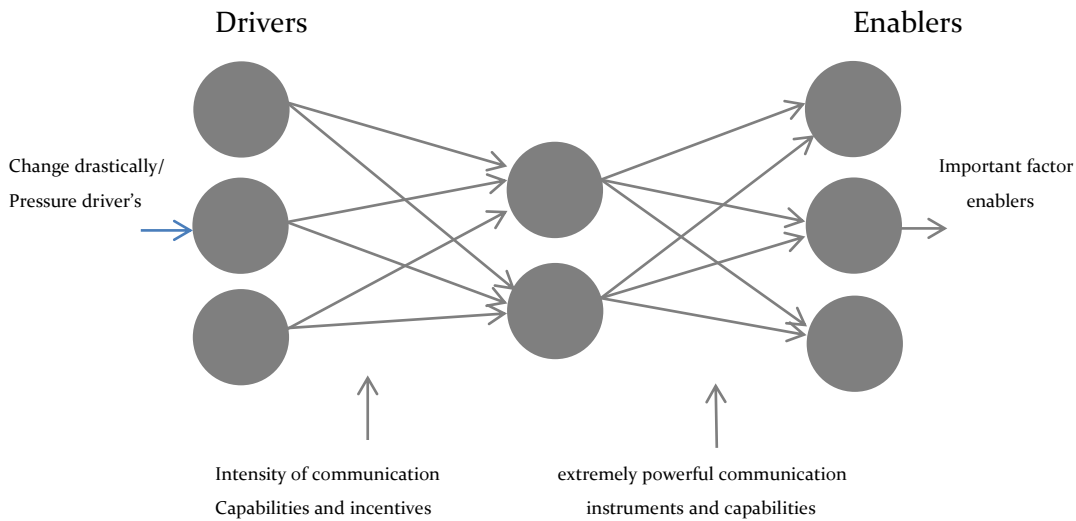 Drivers
Enablers
Change drastically/
Pressure driver's
Important factor
enablers
Intensity of communication
Capabilities and incentives
extremely powerful communication
instruments and capabilities